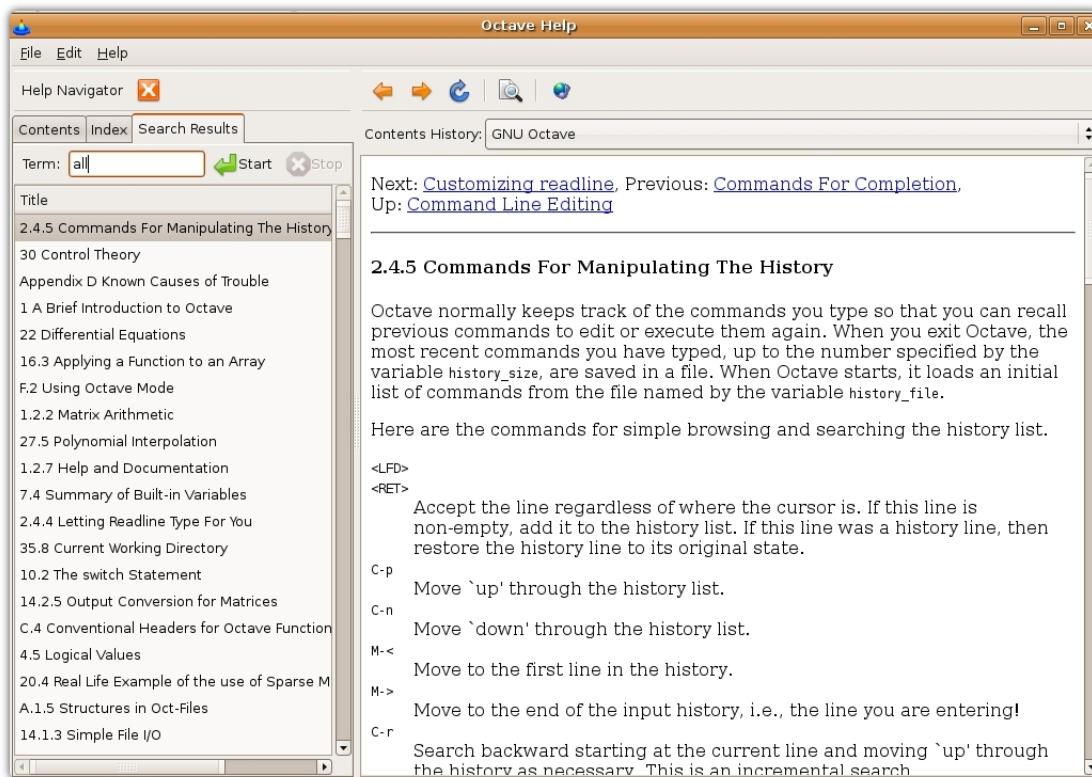 Octave Help
File Edit Help
Help Navigator
Contents Index Search Results
Term: all Start Stop
Title
2.4.5 Commands For Manipulating The History
30 Control Theory
Appendix D Known Causes of Trouble
1 A Brief Introduction to Octave
22 Differential Equations
16.3 Applying a Function to an Array
F.2 Using Octave Mode
1.2.2 Matrix Arithmetic
27.5 Polynomial Interpolation
1.2.7 Help and Documentation
7.4 Summary of Built-in Variables
2.4.4 Letting Readline Type For You
35.8 Current Working Directory
10.2 The switch Statement
14.2.5 Output Conversion for Matrices
C.4 Conventional Headers for Octave Function
4.5 Logical Values
20.4 Real Life Example of the use of Sparse M
A.1.5 Structures in Oct-Files
14.1.3 Simple File I/O
Contents History: GNU Octave
Next: Customizing readline, Previous: Commands For Completion,
Up: Command Line Editing
2.4.5 Commands For Manipulating The History
Octave normally keeps track of the commands you type so that you can recall
previous commands to edit or execute them again. When you exit Octave, the
most recent commands you have typed, up to the number specified by the
variable history_size, are saved in a file. When Octave starts, it loads an initial
list of commands from the file named by the variable history_file.
Here are the commands for simple browsing and searching the history list.
<LFD>
<RET>
Accept the line regardless of where the cursor is. If this line is
non-empty, add it to the history list. If this line was a history line, then
restore the history line to its original state.
C-p
Move `up' through the history list.
C-n
Move `down' through the history list.
M-<
Move to the first line in the history.
M->
Move to the end of the input history, i.e., the line you are entering!
C-r
Search backward starting at the current line and moving `up' through
the history as necessary. This is an incremental search.